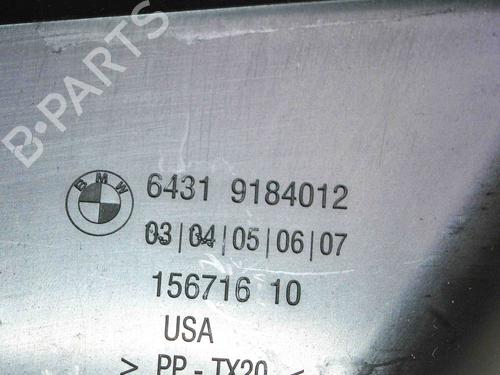 B-PARTS
BMW
6431 9184012
03|04|05|06|07
156716 10
USA
> PP - TX20 <